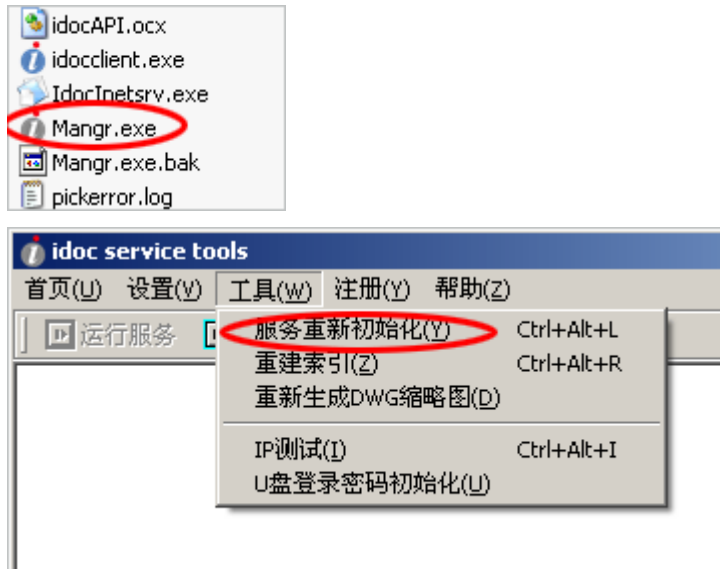 idocAPI.ocx
idocclient.exe
IdocInetsrv.exe
Mangr.exe
Mangr.exe.bak
pickerror.log
idoc service tools
首页(U) 设置(V) 工具(W) 注册(Y) 帮助(Z)
运行服务
服务重新初始化(Y) Ctrl+Alt+L
重建索引(Z) Ctrl+Alt+R
重新生成DWG缩略图(D)
IP测试(I) Ctrl+Alt+I
U盘登录密码初始化(U)